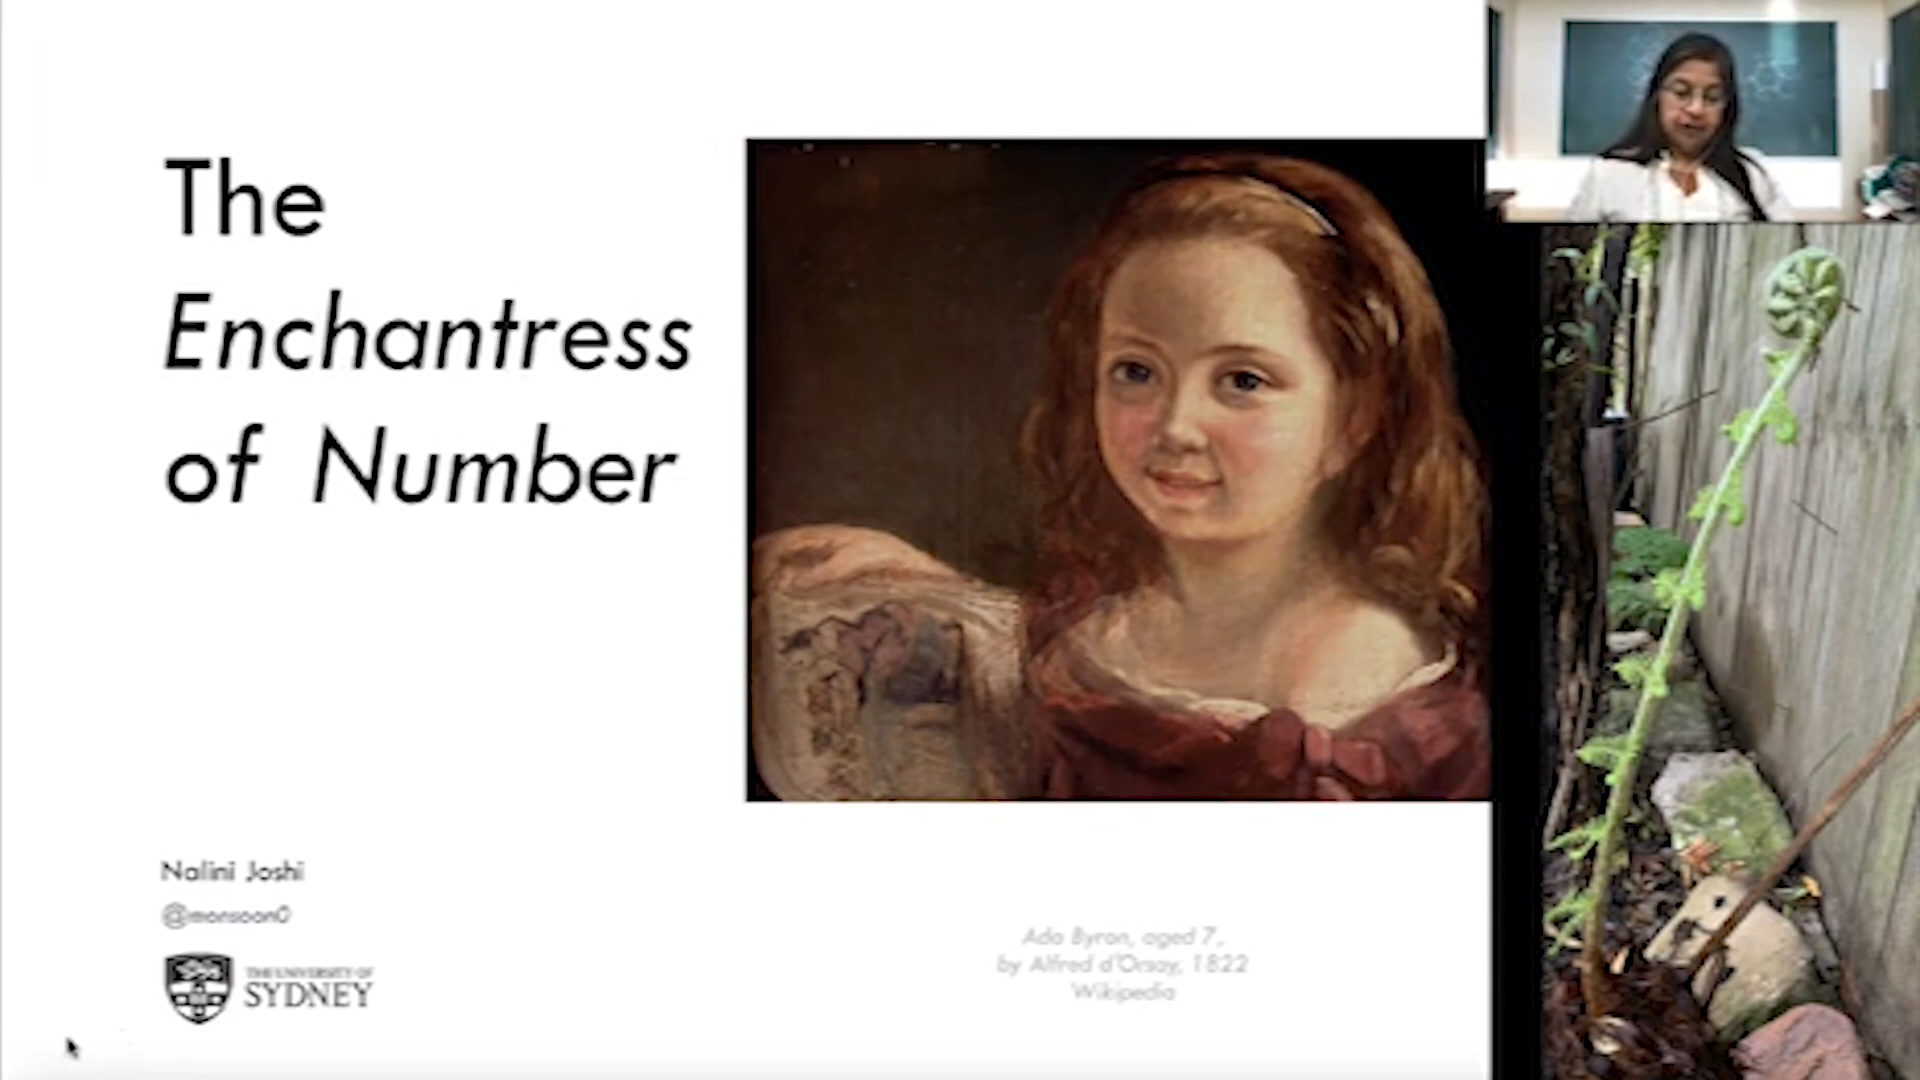 The
Enchantress
of Number
Nalini Joshi
@monsoon0
THE UNIVERSITY OF
SYDNEY
Ada Byron, aged 7,
by Alfred d'Orsay, 1822
Wikipedia